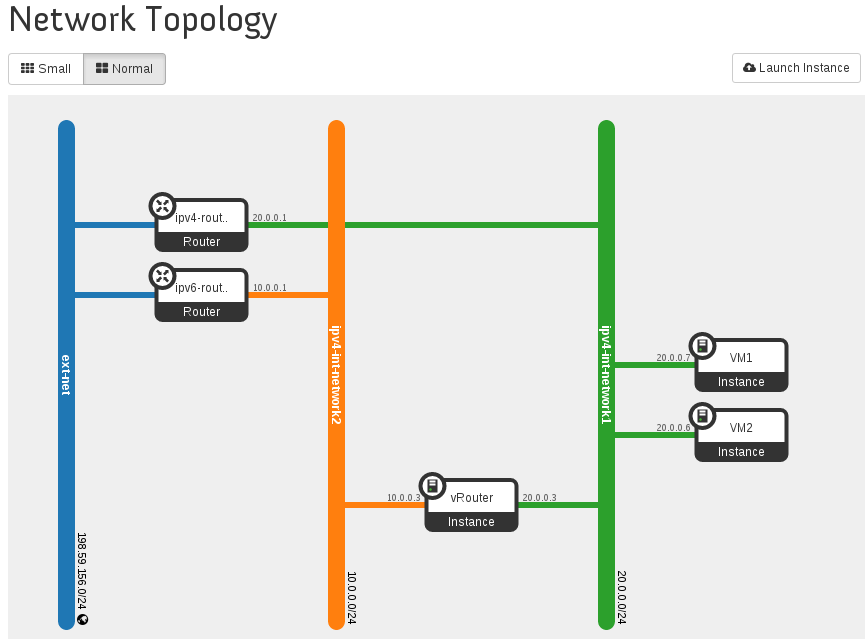 Network Topology
Small
Normal
Launch Instance
ipv4-rout..
Router
20.0.0.1
ipv6-rout..
Router
10.0.0.1
ext-net
ipv4-int-network2
ipv4-int-network1
20.0.0.7
VM1
Instance
20.0.0.6
VM2
Instance
10.0.0.3
vRouter
Instance
20.0.0.3
198.59.156.0/24
10.0.0.0/24
20.0.0.0/24